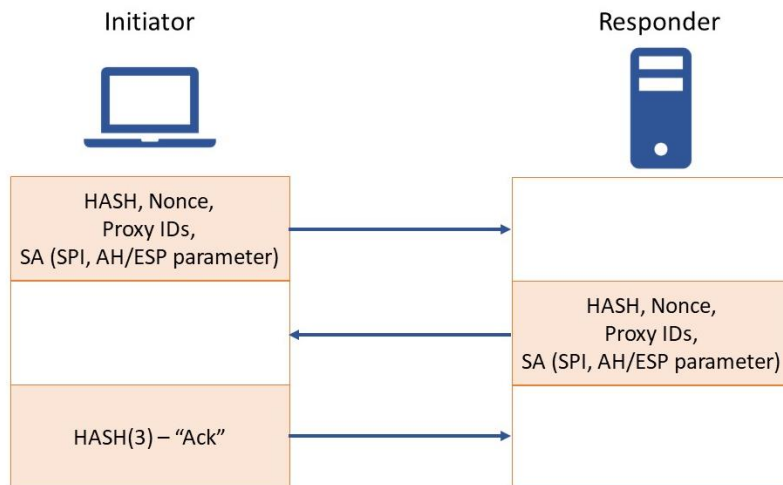 Initiator
Responder
HASH, Nonce,
Proxy IDs,
SA (SPI, AH/ESP parameter)
HASH, Nonce,
Proxy IDs,
SA (SPI, AH/ESP parameter)
HASH(3) – “Ack”